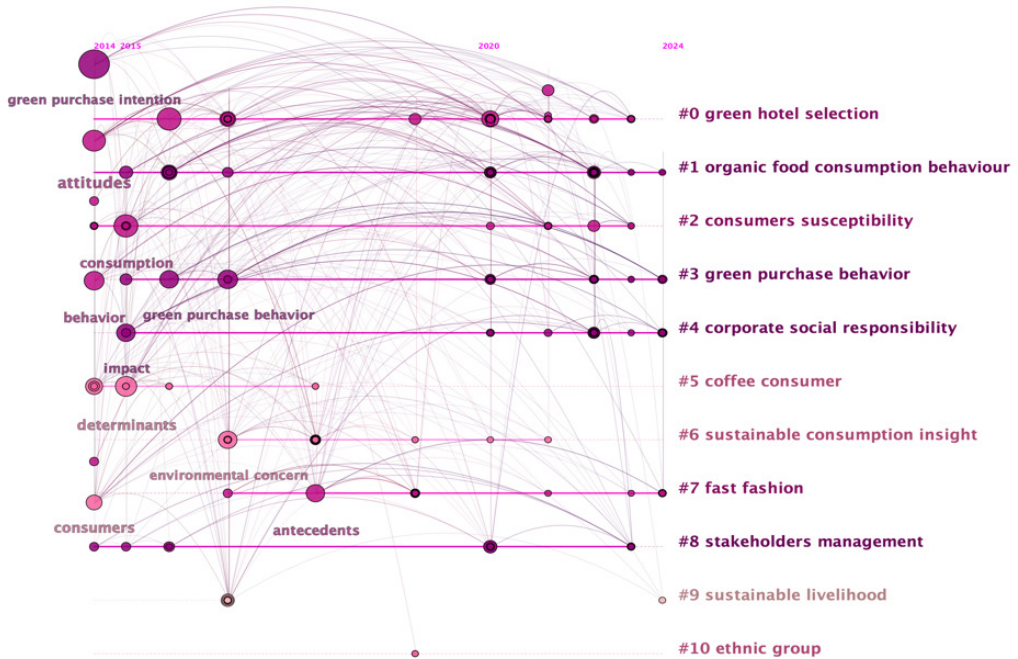 2014 2015 2020 2024
green purchase intention
#0 green hotel selection
#1 organic food consumption behaviour
attitudes
#2 consumers susceptibility
consumption
#3 green purchase behavior
behavior green purchase behavior
#4 corporate social responsibility
impact
#5 coffee consumer
determinants
#6 sustainable consumption insight
environmental concern
#7 fast fashion
consumers
antecedents
#8 stakeholders management
#9 sustainable livelihood
#10 ethnic group